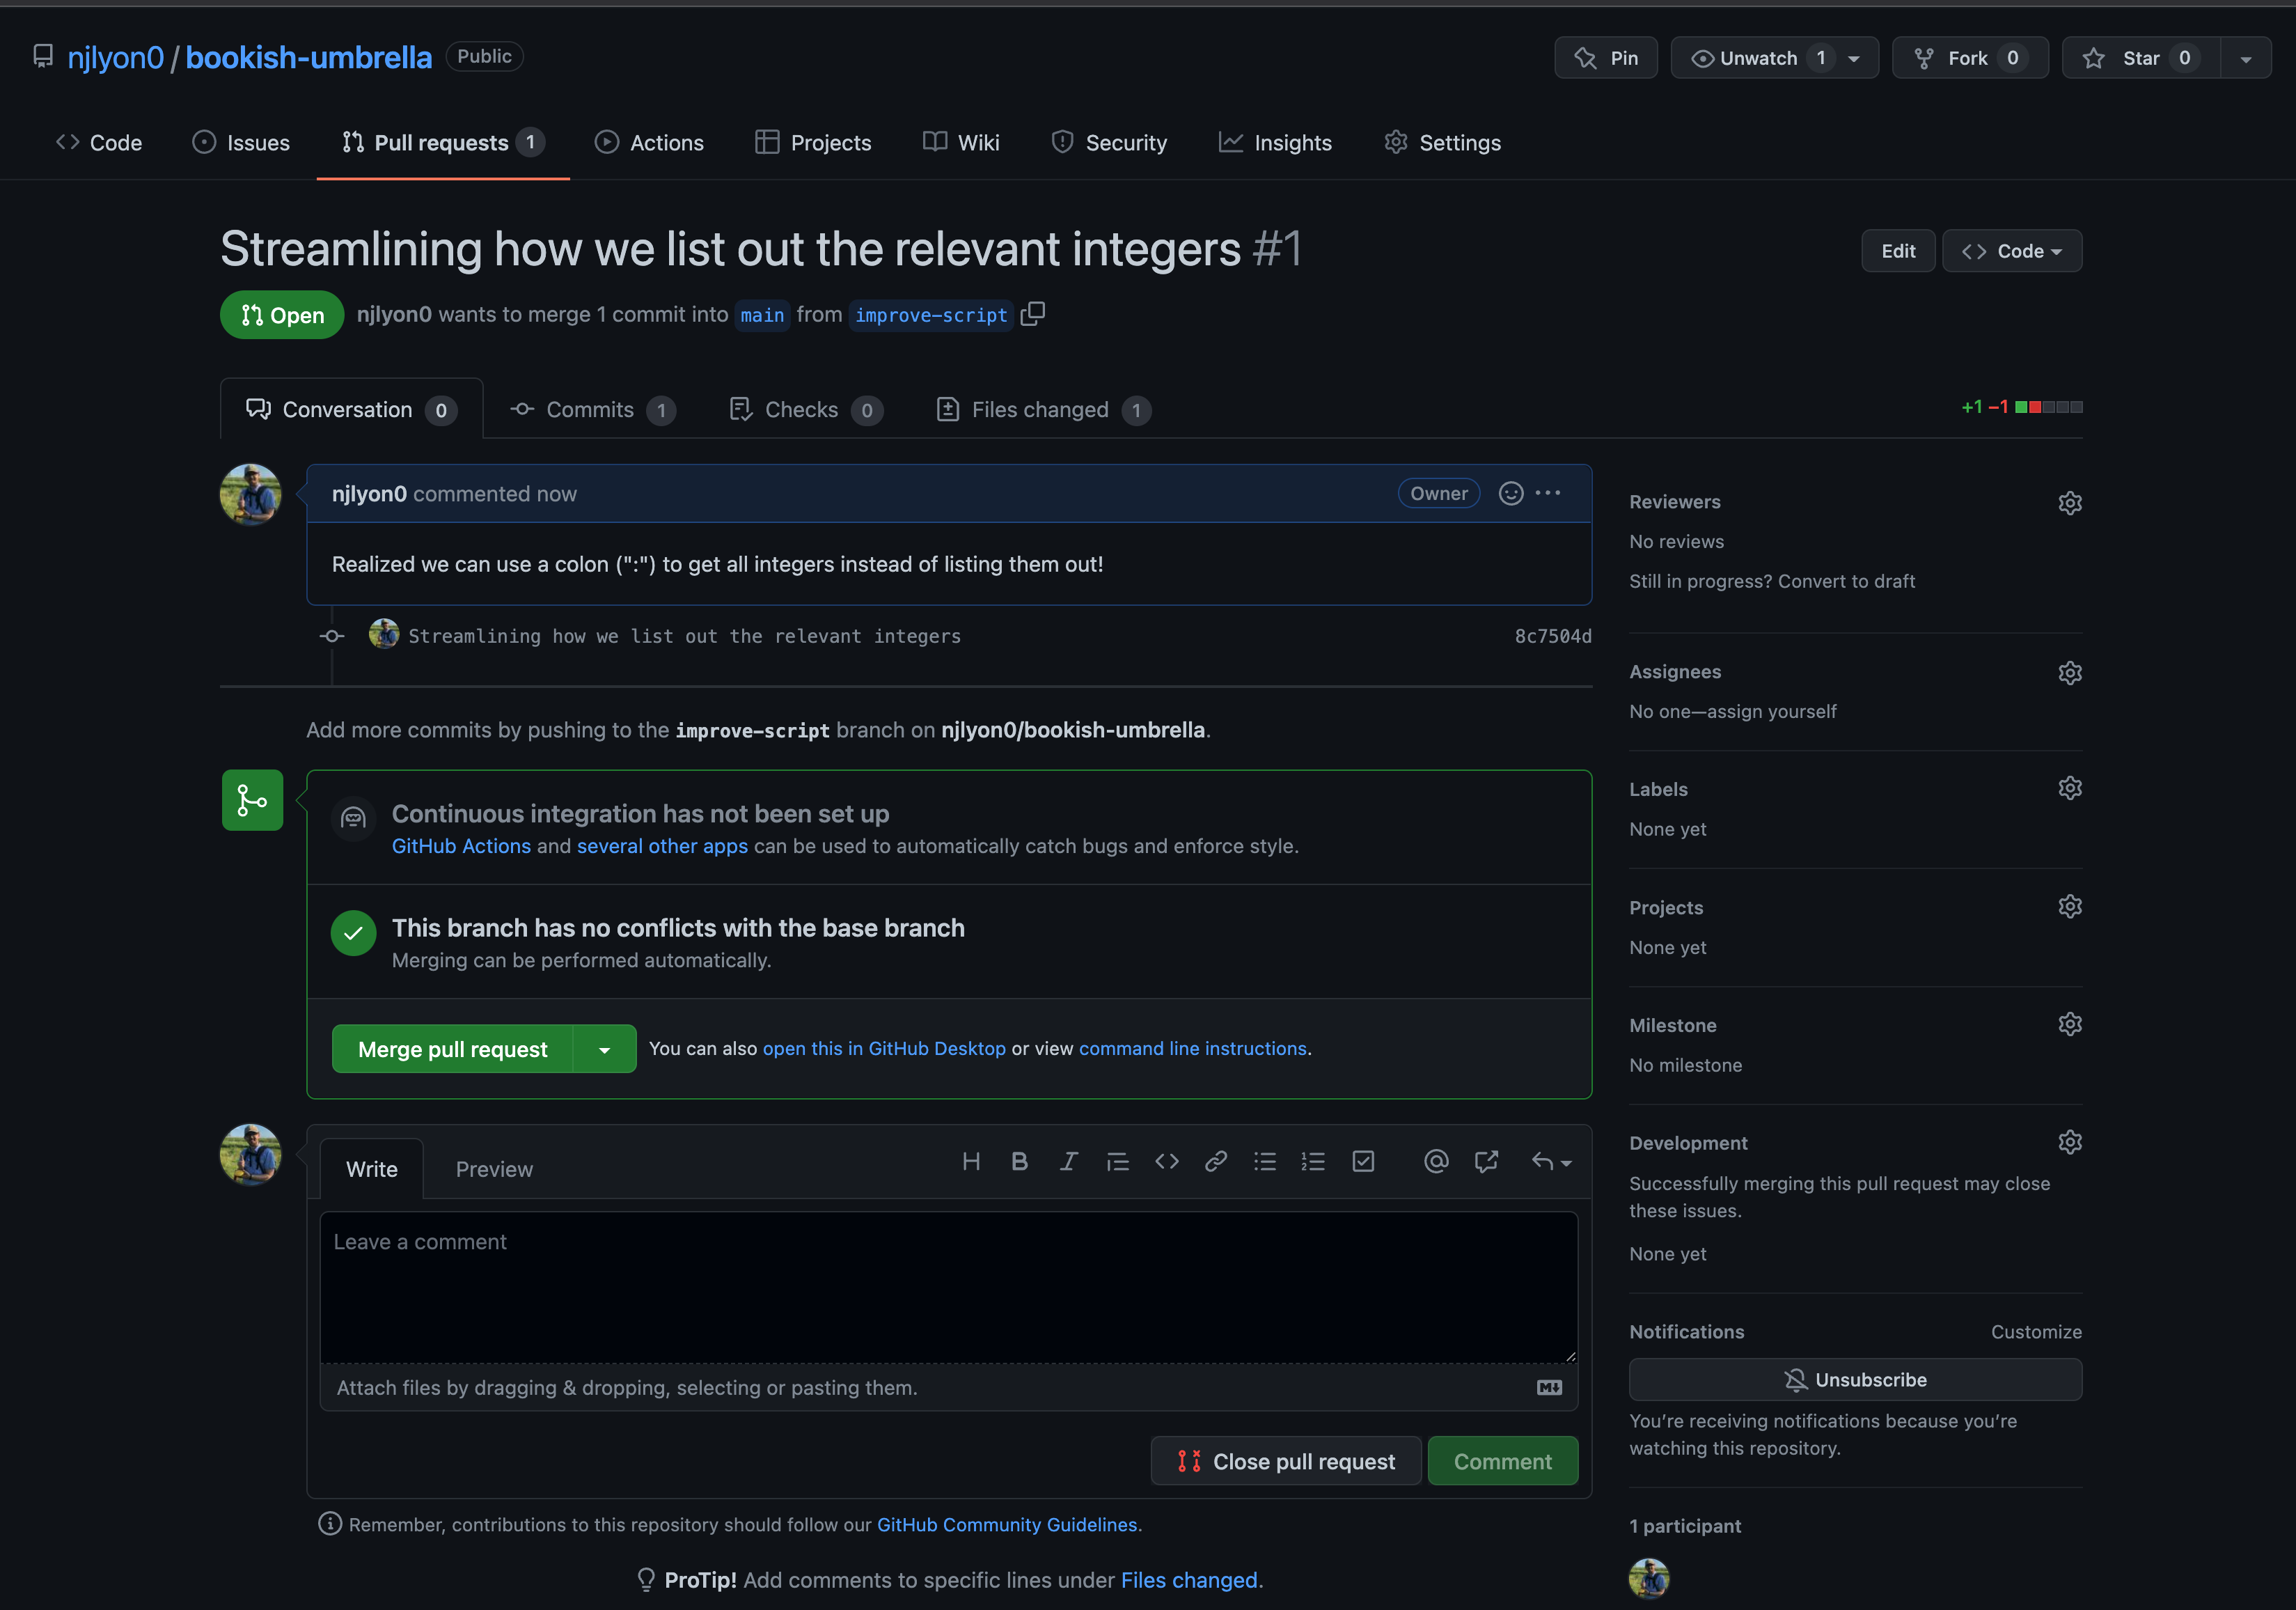 njlyon0 / bookish-umbrella Public
Pin
Unwatch 1
Fork 0
Star 0
Code
Issues
Pull requests 1
Actions
Projects
Wiki
Security
Insights
Settings
Streamlining how we list out the relevant integers #1
Edit
Code
Open
njlyon0 wants to merge 1 commit into main from improve-script
Conversation 0
Commits 1
Checks 0
Files changed 1
+1 −1
njlyon0 commented now
Owner
Realized we can use a colon (":") to get all integers instead of listing them out!
Streamlining how we list out the relevant integers
8c7504d
Add more commits by pushing to the improve-script branch on njlyon0/bookish-umbrella.
Continuous integration has not been set up
GitHub Actions and several other apps can be used to automatically catch bugs and enforce style.
This branch has no conflicts with the base branch
Merging can be performed automatically.
Merge pull request
You can also open this in GitHub Desktop or view command line instructions.
Write
Preview
Leave a comment
Attach files by dragging & dropping, selecting or pasting them.
Close pull request
Comment
Remember, contributions to this repository should follow our GitHub Community Guidelines.
ProTip! Add comments to specific lines under Files changed.
Reviewers
No reviews
Still in progress? Convert to draft
Assignees
No one—assign yourself
Labels
None yet
Projects
None yet
Milestone
No milestone
Development
Successfully merging this pull request may close
these issues.
None yet
Notifications
Customize
Unsubscribe
You’re receiving notifications because you’re
watching this repository.
1 participant